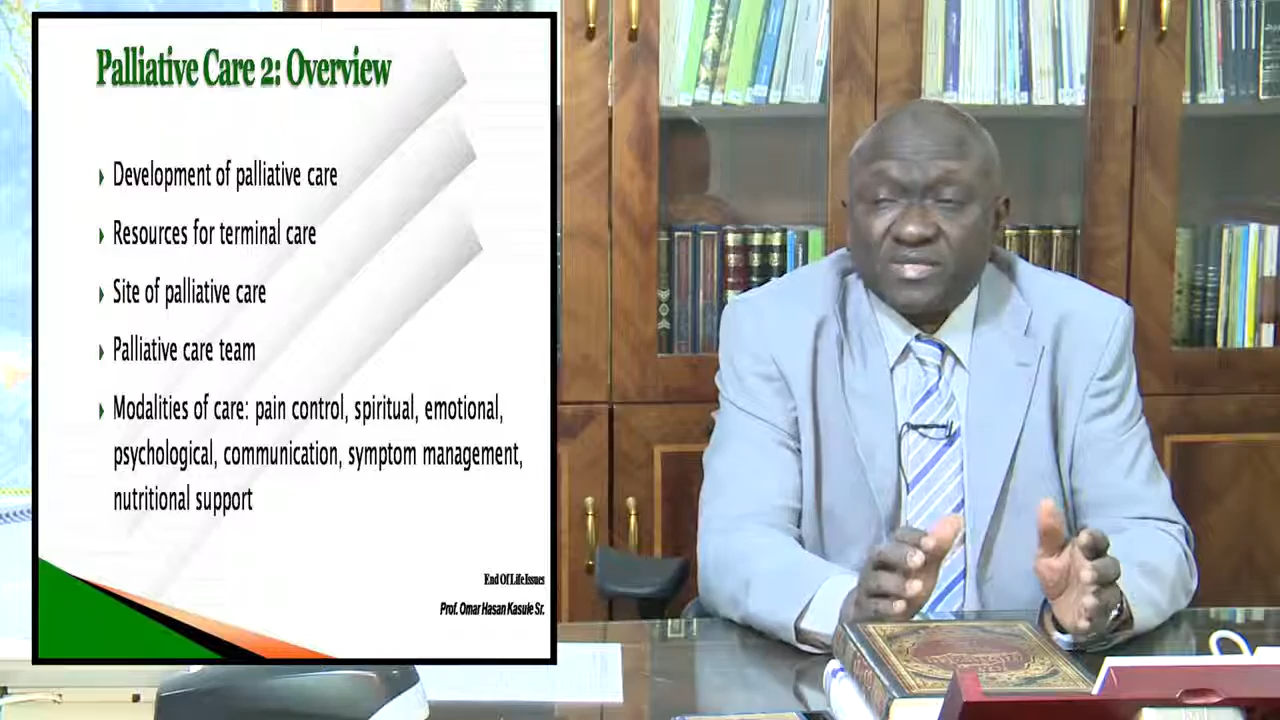 Palliative Care 2: Overview
Development of palliative care
Resources for terminal care
Site of palliative care
Palliative care team
Modalities of care: pain control, spiritual, emotional,
psychological, communication, symptom management,
nutritional support
End Of Life Issues
Prof. Omar Hasan Kasule Sr.